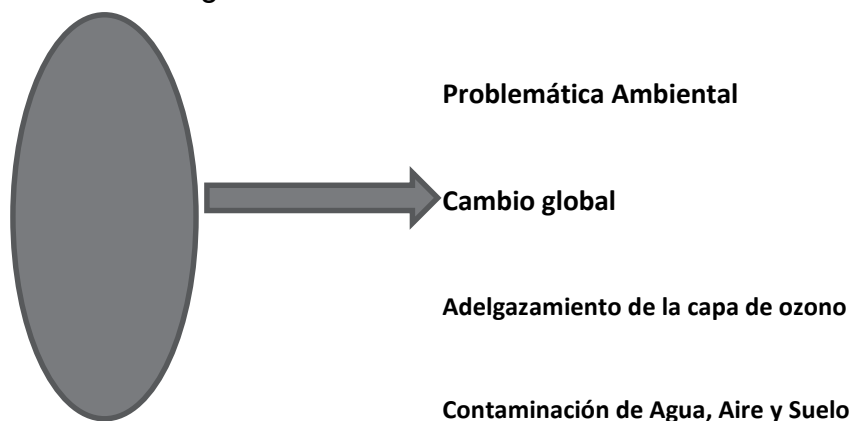 Problemática Ambiental
Cambio global
Adelgazamiento de la capa de ozono
Contaminación de Agua, Aire y Suelo